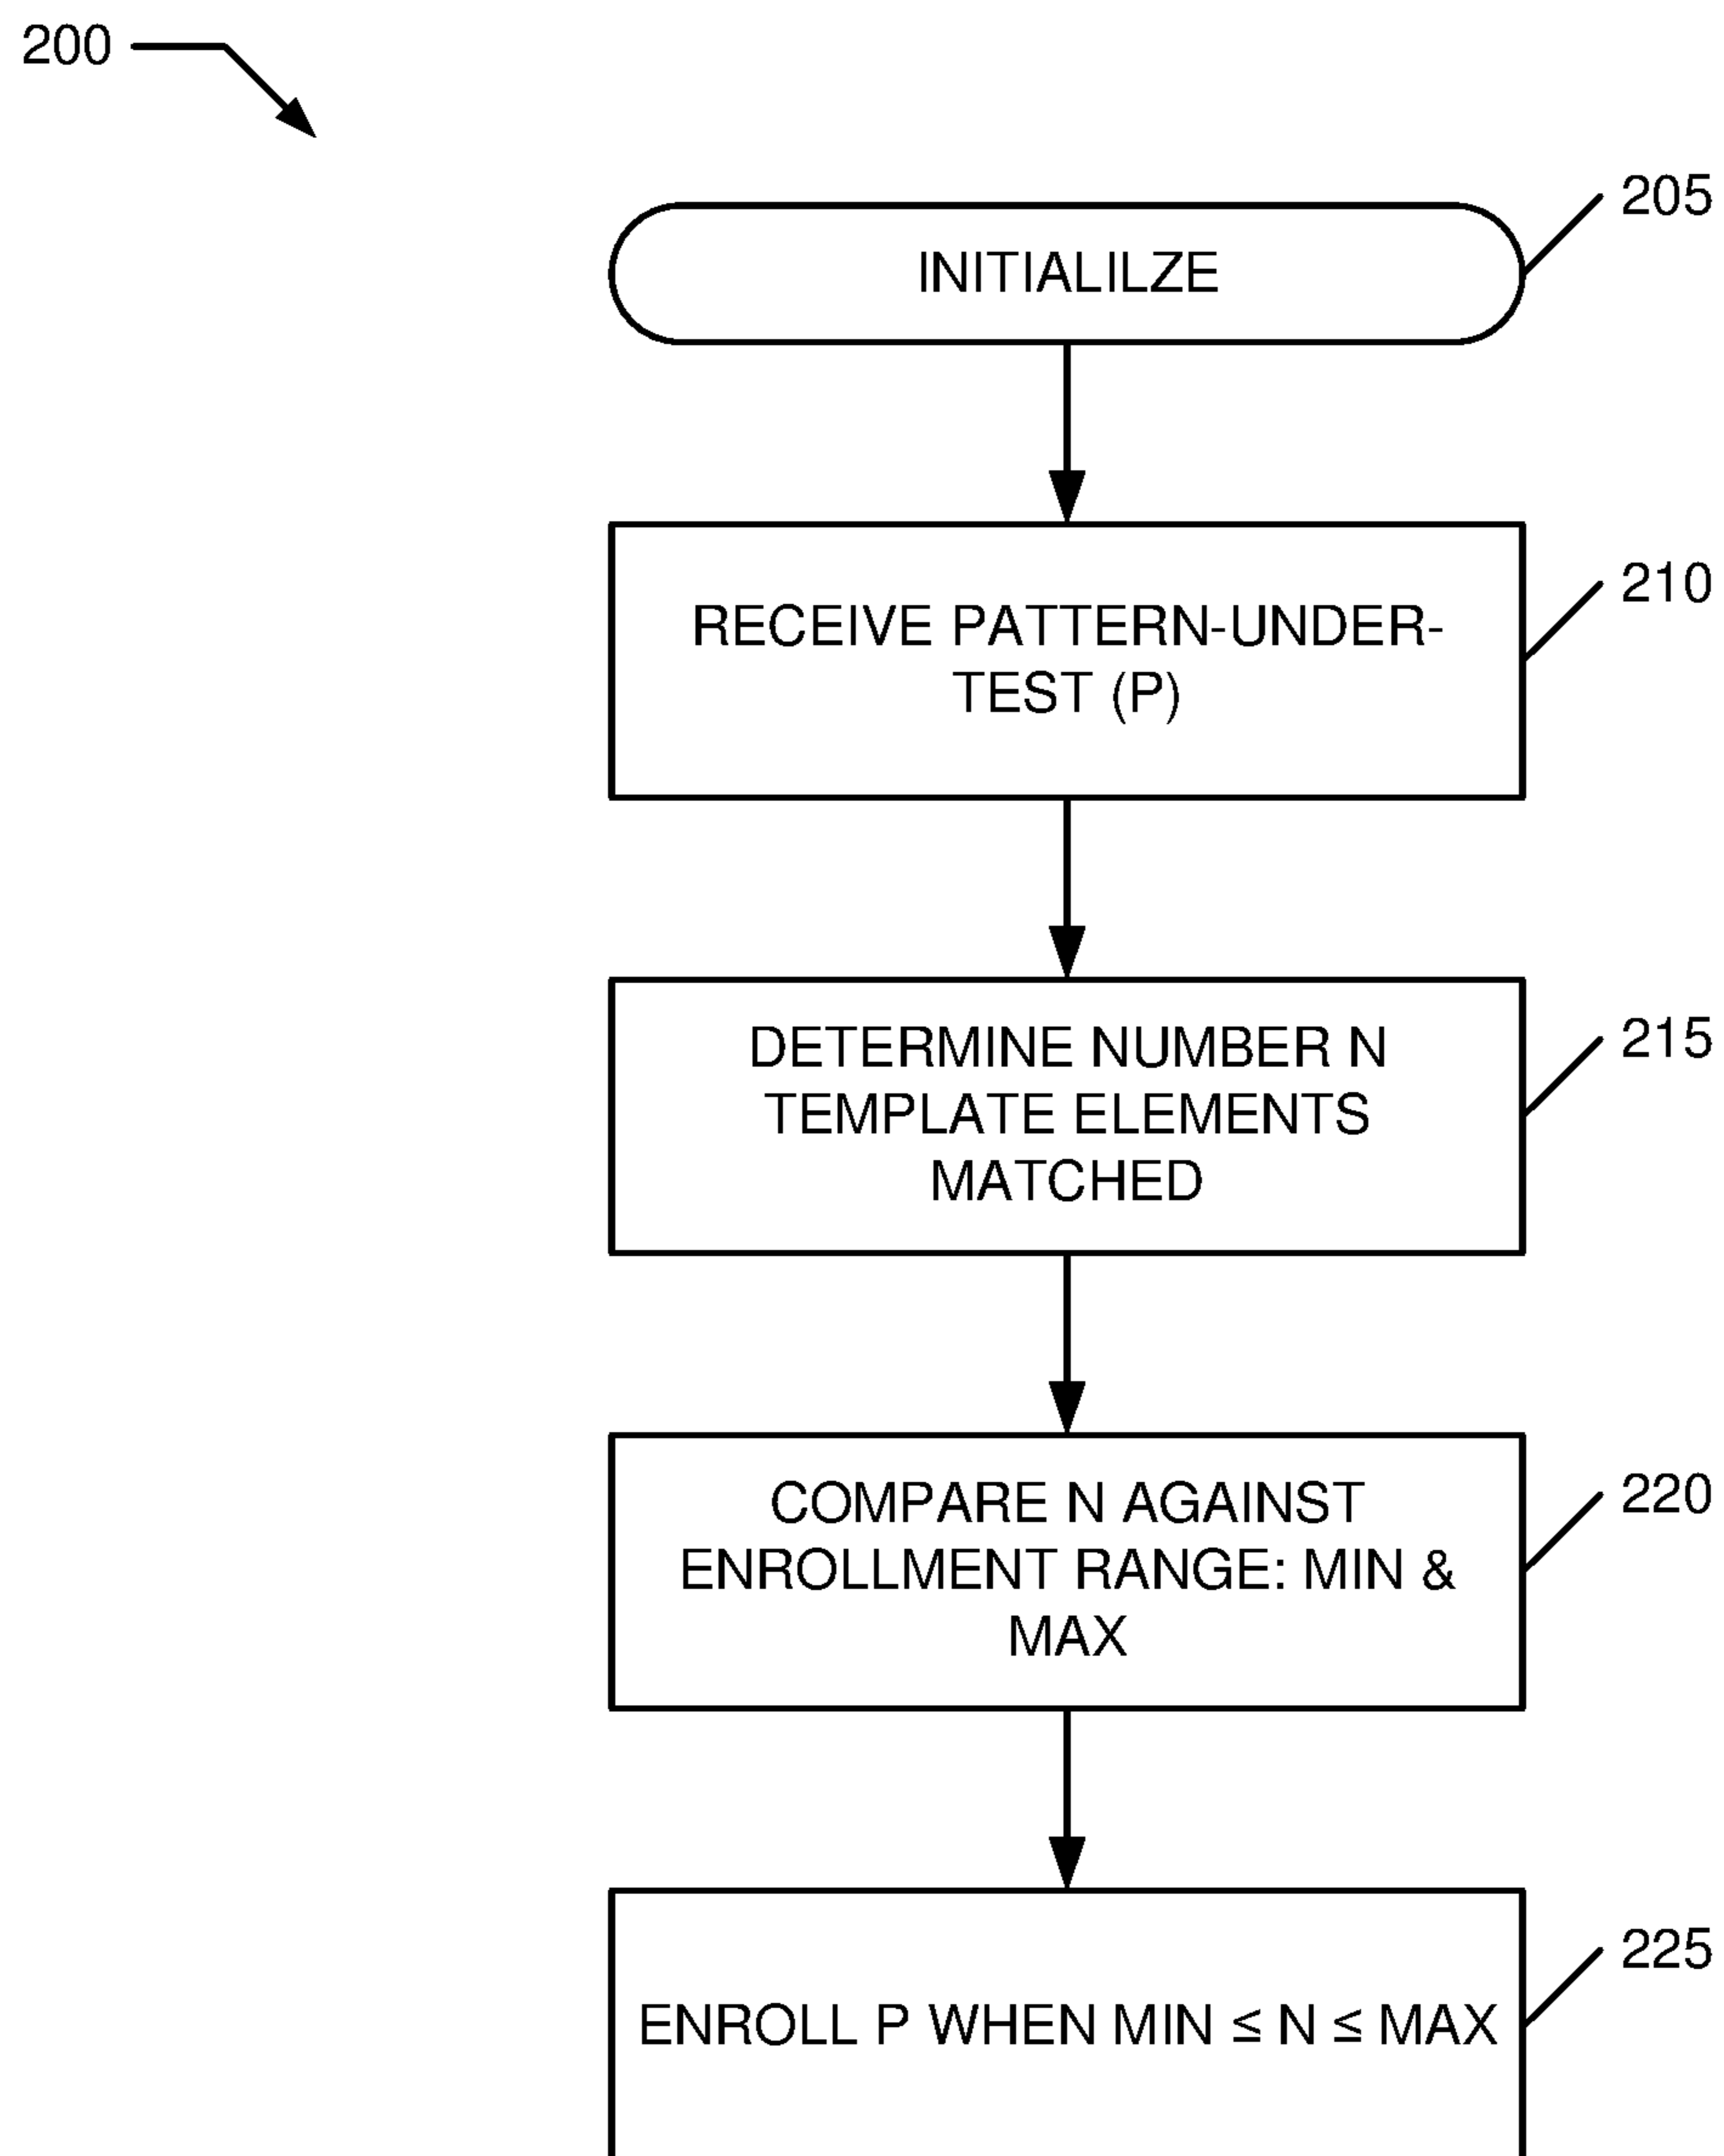 200
205
INITIALILZE
210
RECEIVE PATTERN-UNDER-
TEST (P)
215
DETERMINE NUMBER N
TEMPLATE ELEMENTS
MATCHED
220
COMPARE N AGAINST
ENROLLMENT RANGE: MIN &
MAX
225
ENROLL P WHEN MIN ≤ N ≤ MAX